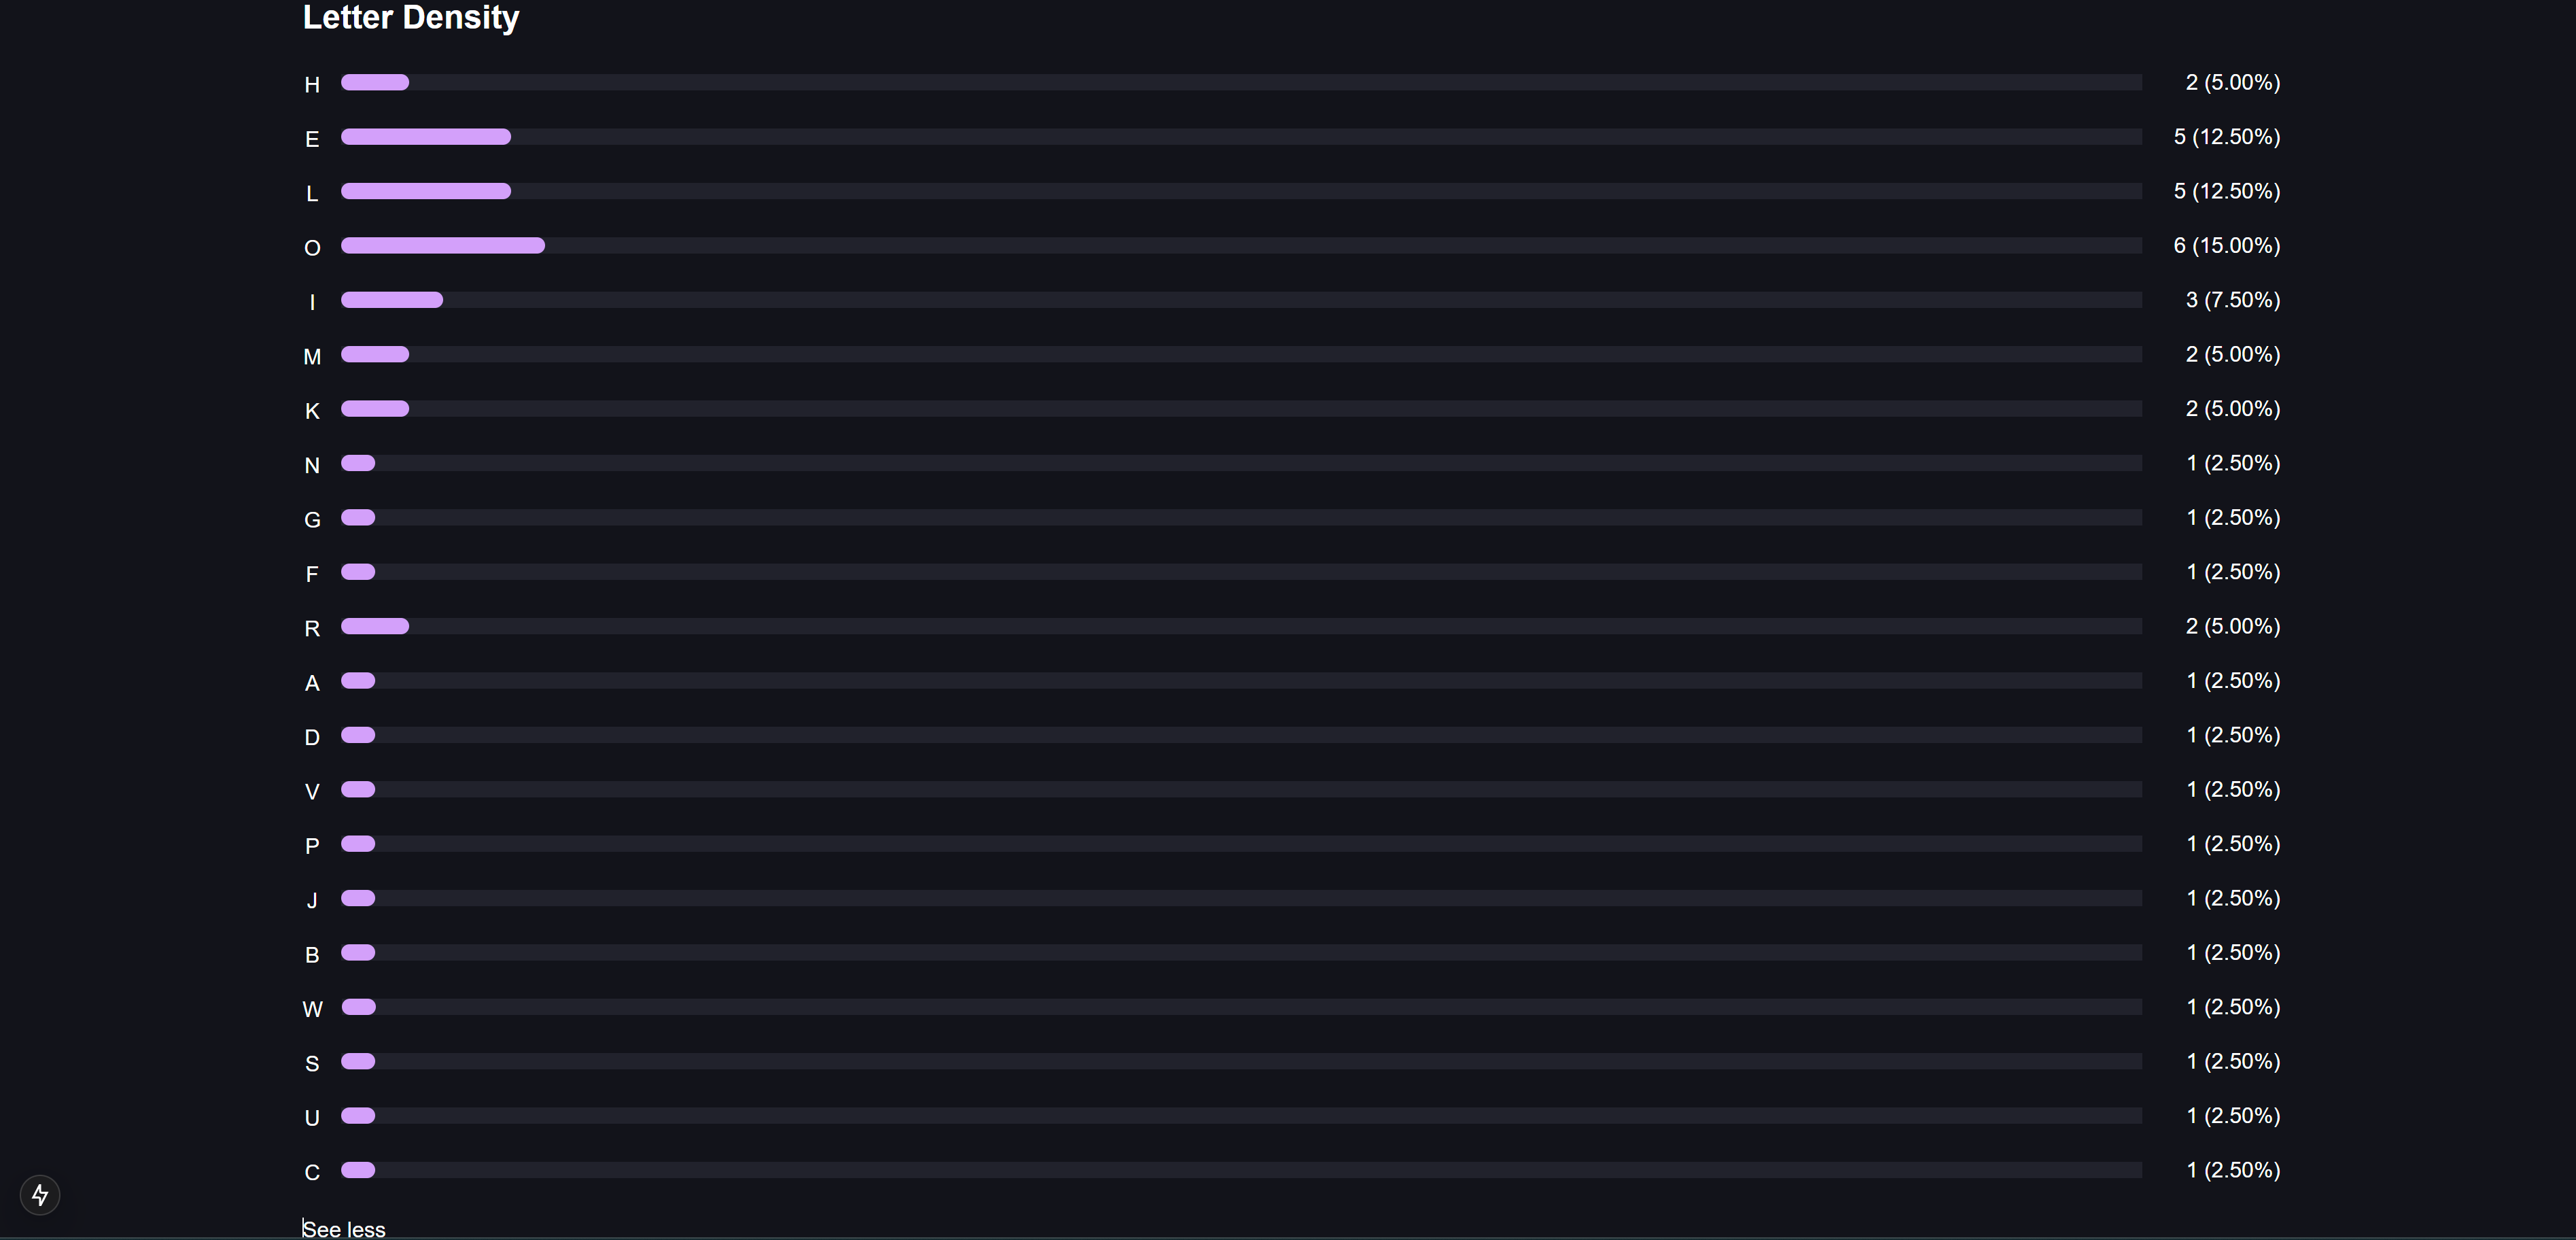 Letter Density
H 2 (5.00%)
E 5 (12.50%)
L 5 (12.50%)
O 6 (15.00%)
I 3 (7.50%)
M 2 (5.00%)
K 2 (5.00%)
N 1 (2.50%)
G 1 (2.50%)
F 1 (2.50%)
R 2 (5.00%)
A 1 (2.50%)
D 1 (2.50%)
V 1 (2.50%)
P 1 (2.50%)
J 1 (2.50%)
B 1 (2.50%)
W 1 (2.50%)
S 1 (2.50%)
U 1 (2.50%)
C 1 (2.50%)
See less